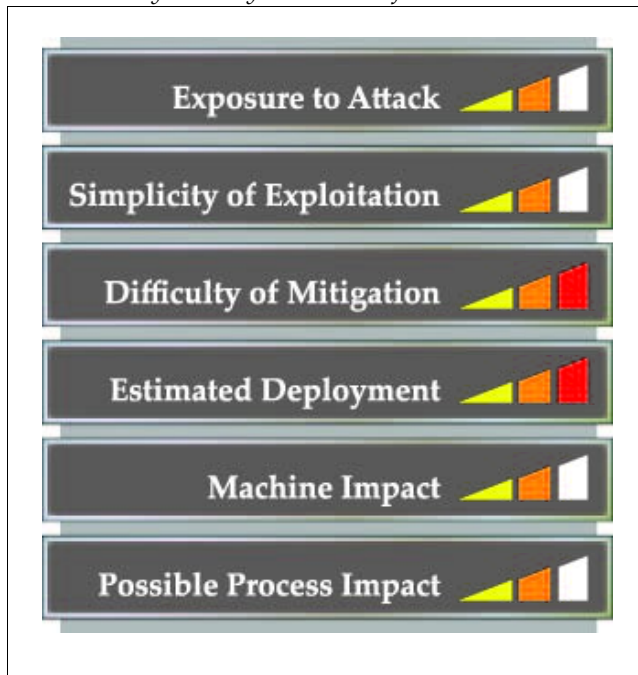 Exposure to Attack
Simplicity of Exploitation
Difficulty of Mitigation
Estimated Deployment
Machine Impact
Possible Process Impact